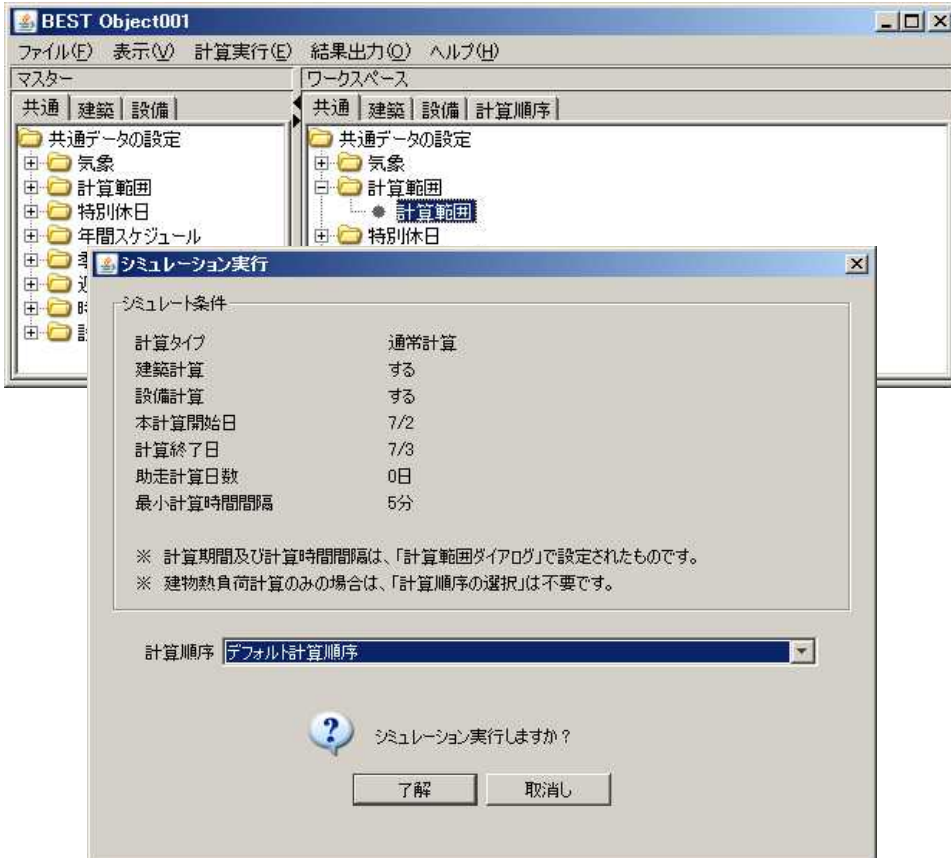 BEST Object001
ファイル(F) 表示(V) 計算実行(E) 結果出力(O) ヘルプ(H)
マスター
共通 建築 設備
共通データの設定
気象
計算範囲
特別休日
年間スケジュール
ワークスペース
共通 建築 設備 計算順序
共通データの設定
気象
計算範囲
計算範囲
特別休日
シミュレーション実行
シミュレート条件
計算タイプ 通常計算
建築計算 する
設備計算 する
本計算開始日 7/2
計算終了日 7/3
助走計算日数 0日
最小計算時間間隔 5分
※ 計算期間及び計算時間間隔は、「計算範囲ダイアログ」で設定されたものです。
※ 建物熱負荷計算のみの場合は、「計算順序の選択」は不要です。
計算順序 デフォルト計算順序
シミュレーション実行しますか？
了解 取消し